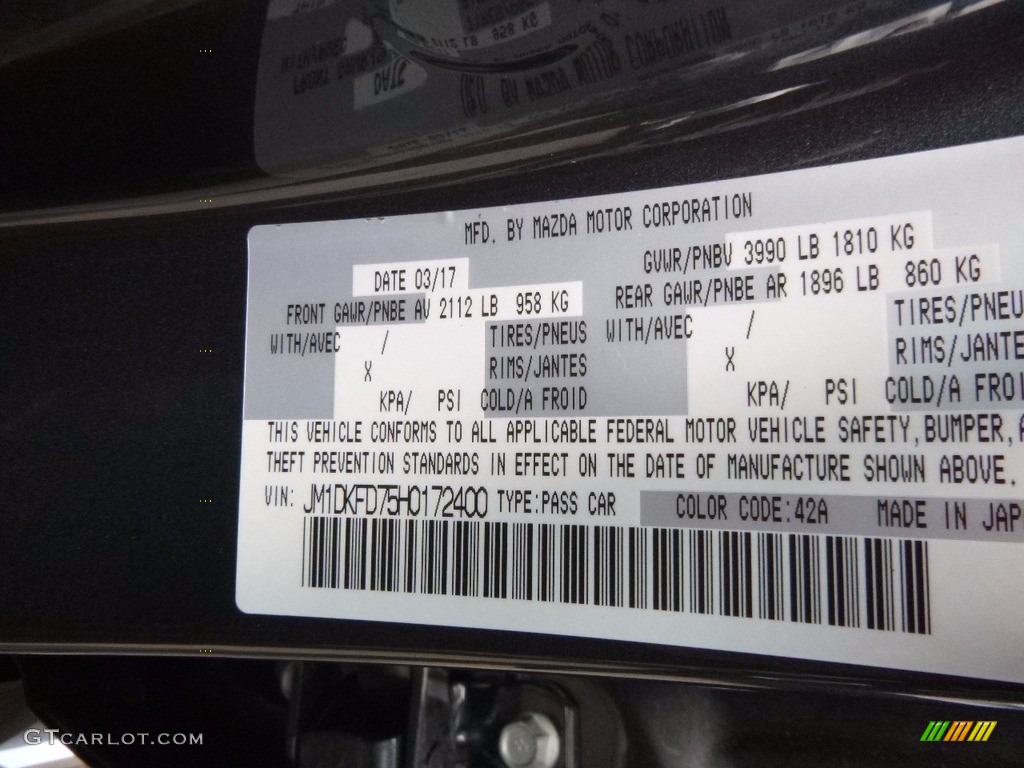 MFD. BY MAZDA MOTOR CORPORATION
DATE 03/17 GVWR/PNBV 3990 LB 1810 KG
FRONT GAWR/PNBE AV 2112 LB 958 KG REAR GAWR/PNBE AR 1896 LB 860 KG
WITH/AVEC / TIRES/PNEUS WITH/AVEC / TIRES/PNEU
X RIMS/JANTES X RIMS/JANTE
KPA/ PSI COLD/A FROID KPA/ PSI COLD/A FROI
THIS VEHICLE CONFORMS TO ALL APPLICABLE FEDERAL MOTOR VEHICLE SAFETY, BUMPER, A
THEFT PREVENTION STANDARDS IN EFFECT ON THE DATE OF MANUFACTURE SHOWN ABOVE.
VIN: JM1DKFD75H0172400 TYPE:PASS CAR COLOR CODE:42A MADE IN JAP
GTCARLOT.COM